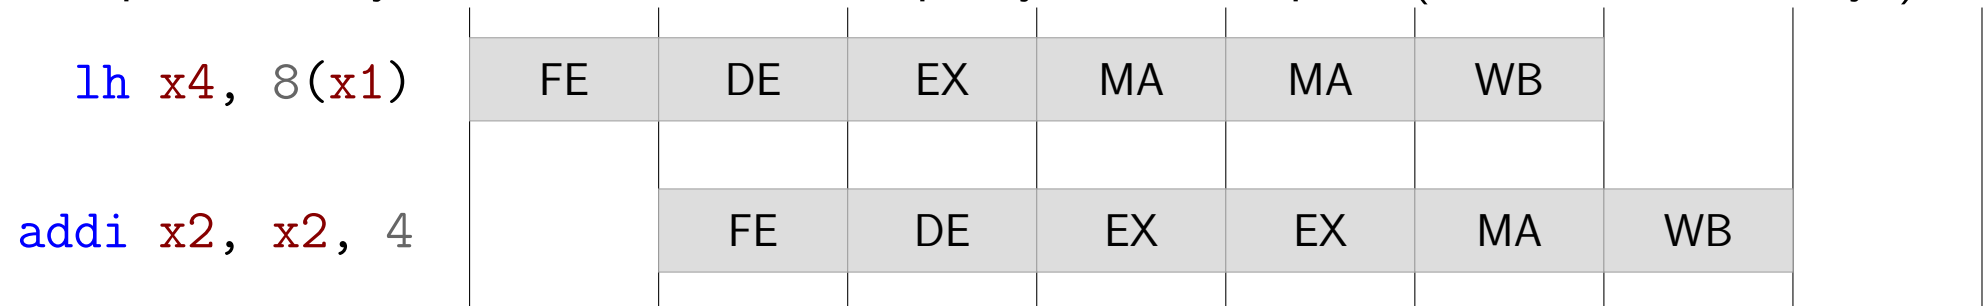 lh x4, 8(x1) FE DE EX MA MA WB
addi x2, x2, 4 FE DE EX EX MA WB